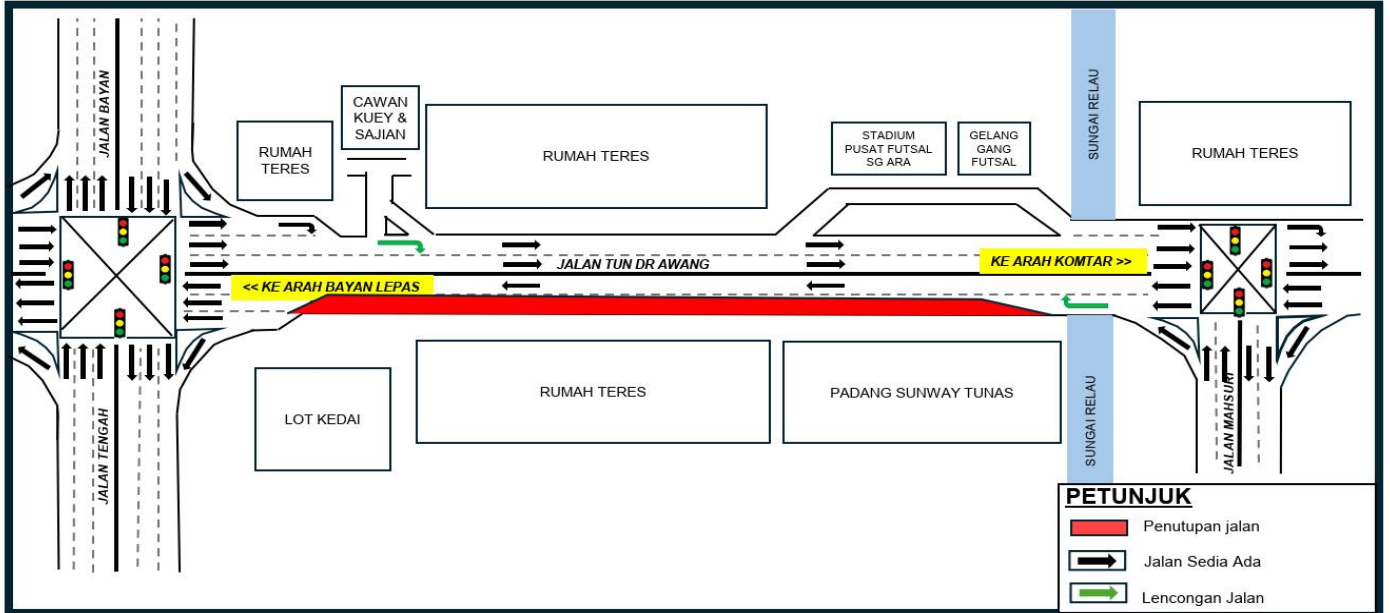 JALAN BAYAN
CAWAN
KUEY &
SAJIAN
RUMAH
TERES
RUMAH TERES
STADIUM
PUSAT FUTSAL
SG ARA
GELANG
GANG
FUTSAL
SUNGAI RELAU
RUMAH TERES
JALAN TUN DR AWANG
KE ARAH KOMTAR >>
<< KE ARAH BAYAN LEPAS
JALAN TENGAH
LOT KEDAI
RUMAH TERES
PADANG SUNWAY TUNAS
SUNGAI RELAU
JALAN MAHSURI
PETUNJUK
Penutupan jalan
Jalan Sedia Ada
Lencongan Jalan